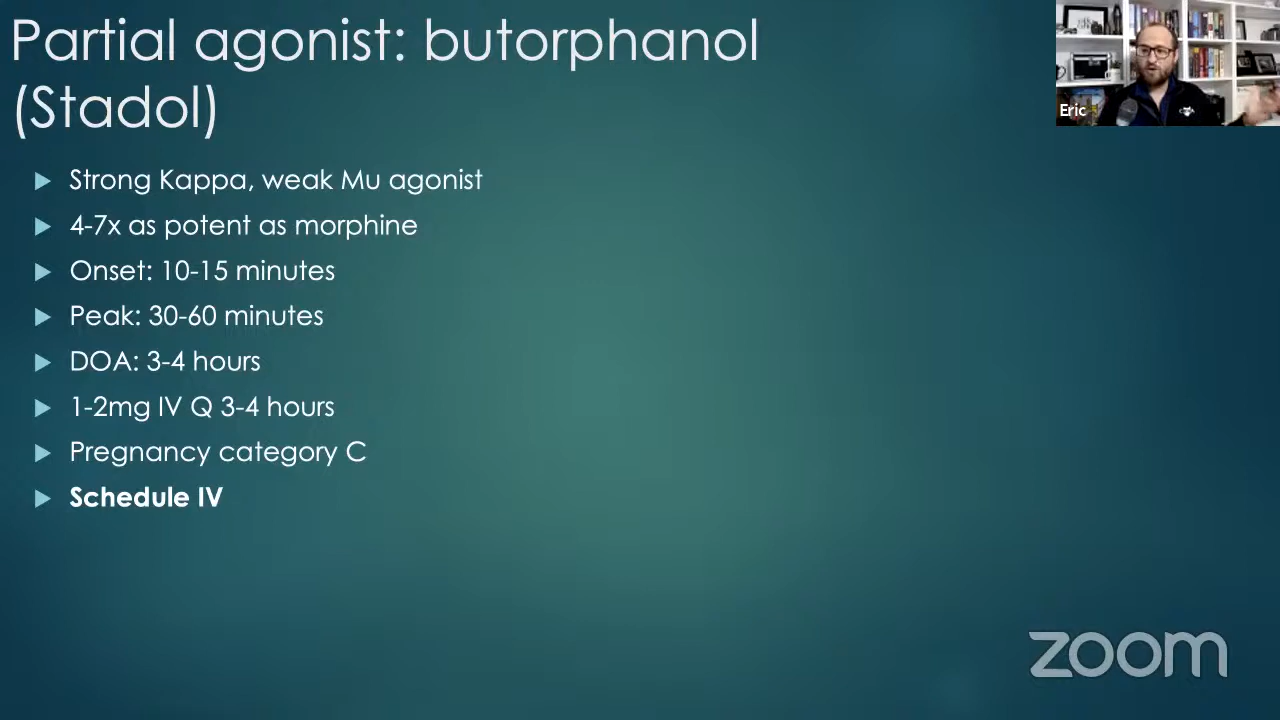 Partial agonist: butorphanol
(Stadol)
Eric
Strong Kappa, weak Mu agonist
4-7x as potent as morphine
Onset: 10-15 minutes
Peak: 30-60 minutes
DOA: 3-4 hours
1-2mg IV Q 3-4 hours
Pregnancy category C
Schedule IV
zoom